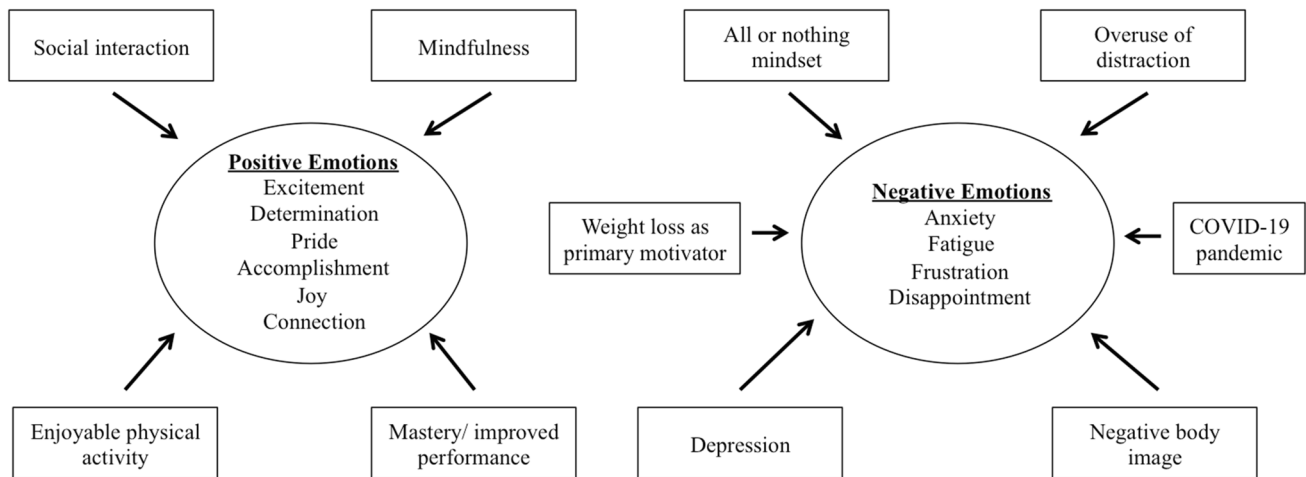 Social interaction
Mindfulness
All or nothing
mindset
Overuse of
distraction
Positive Emotions
Excitement
Determination
Pride
Accomplishment
Joy
Connection
Weight loss as
primary motivator
Negative Emotions
Anxiety
Fatigue
Frustration
Disappointment
COVID-19
pandemic
Enjoyable physical
activity
Mastery/ improved
performance
Depression
Negative body
image